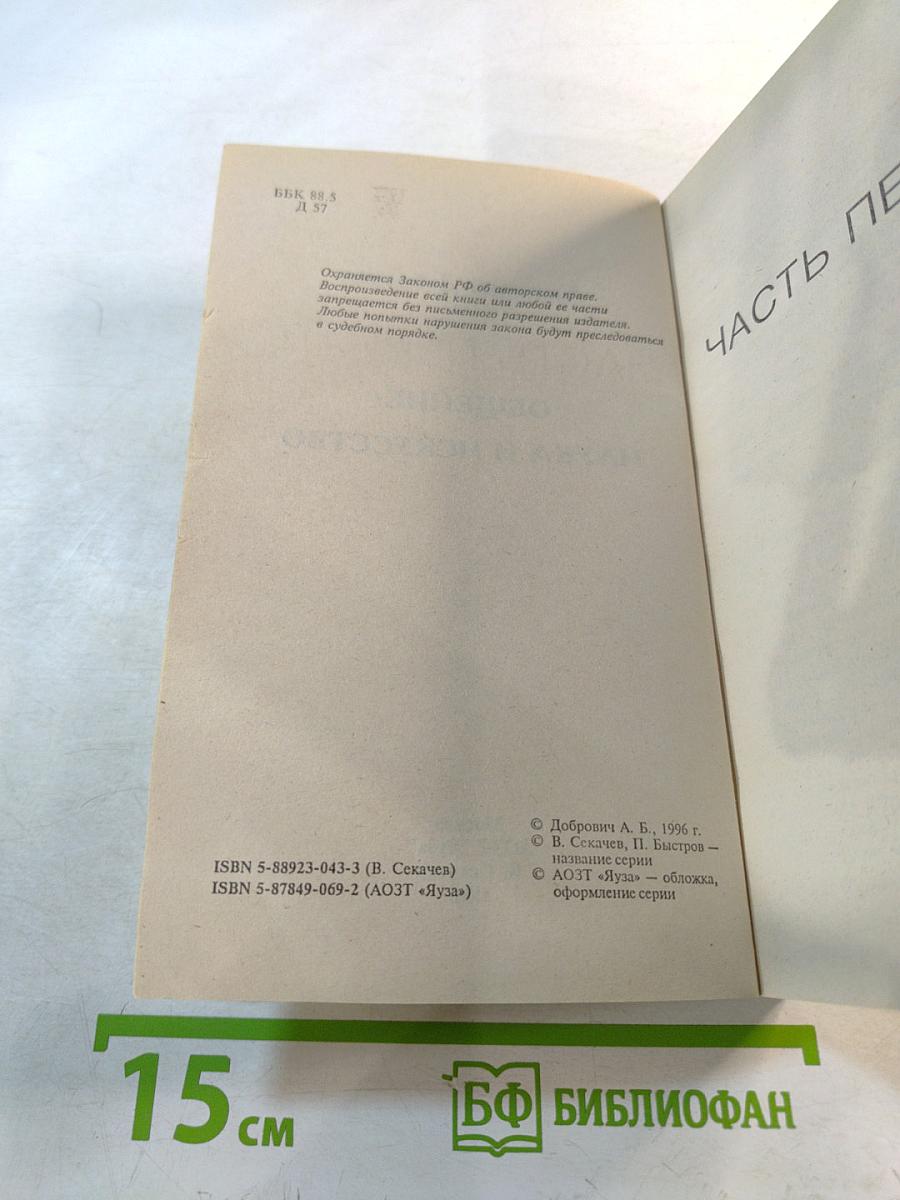 ББК 88.5
Д 57
Охраняется Законом РФ об авторском праве.
Воспроизведение всей книги или любой ее части
запрещается без письменного разрешения издателя.
Любые попытки нарушения закона будут преследоваться
в судебном порядке.
ОБЩЕНИЕ:
НАУКА И ИСКУССТВО
ISBN 5-88923-043-3 (В. Секачев)
ISBN 5-87849-069-2 (АОЗТ «Яуза»)
© Добрович А. Б., 1996 г.
© В. Секачев, П. Быстров —
название серии
© АОЗТ «Яуза» — обложка,
оформление серии
ЧАСТЬ ПЕ
15 см
БФ БИБЛИОФАН